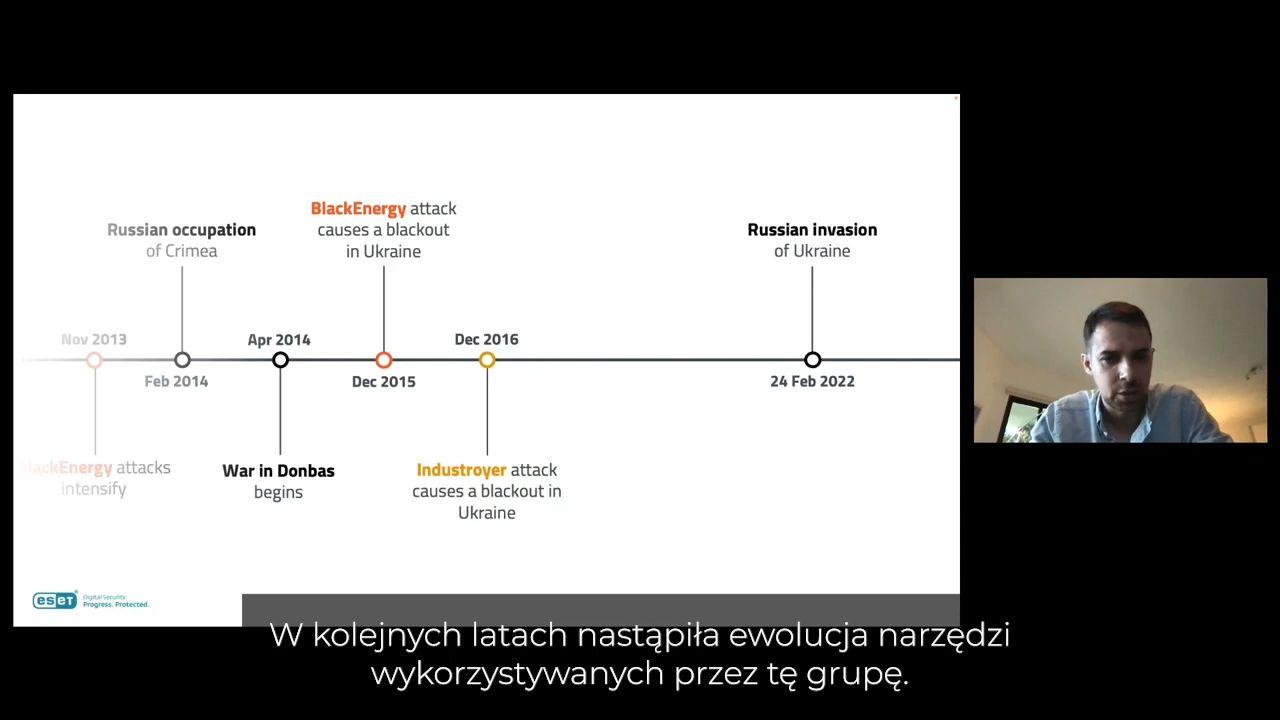 BlackEnergy attack
causes a blackout
in Ukraine
Russian occupation
of Crimea
Russian invasion
of Ukraine
Nov 2013
Apr 2014
Dec 2016
Feb 2014
Dec 2015
24 Feb 2022
lackEnergy attacks
intensify
War in Donbas
begins
Industroyer attack
causes a blackout in
Ukraine
eset
Digital Security
Progress. Protected.
W kolejnych latach nastąpiła ewolucja narzędzi
wykorzystywanych przez tę grupę.